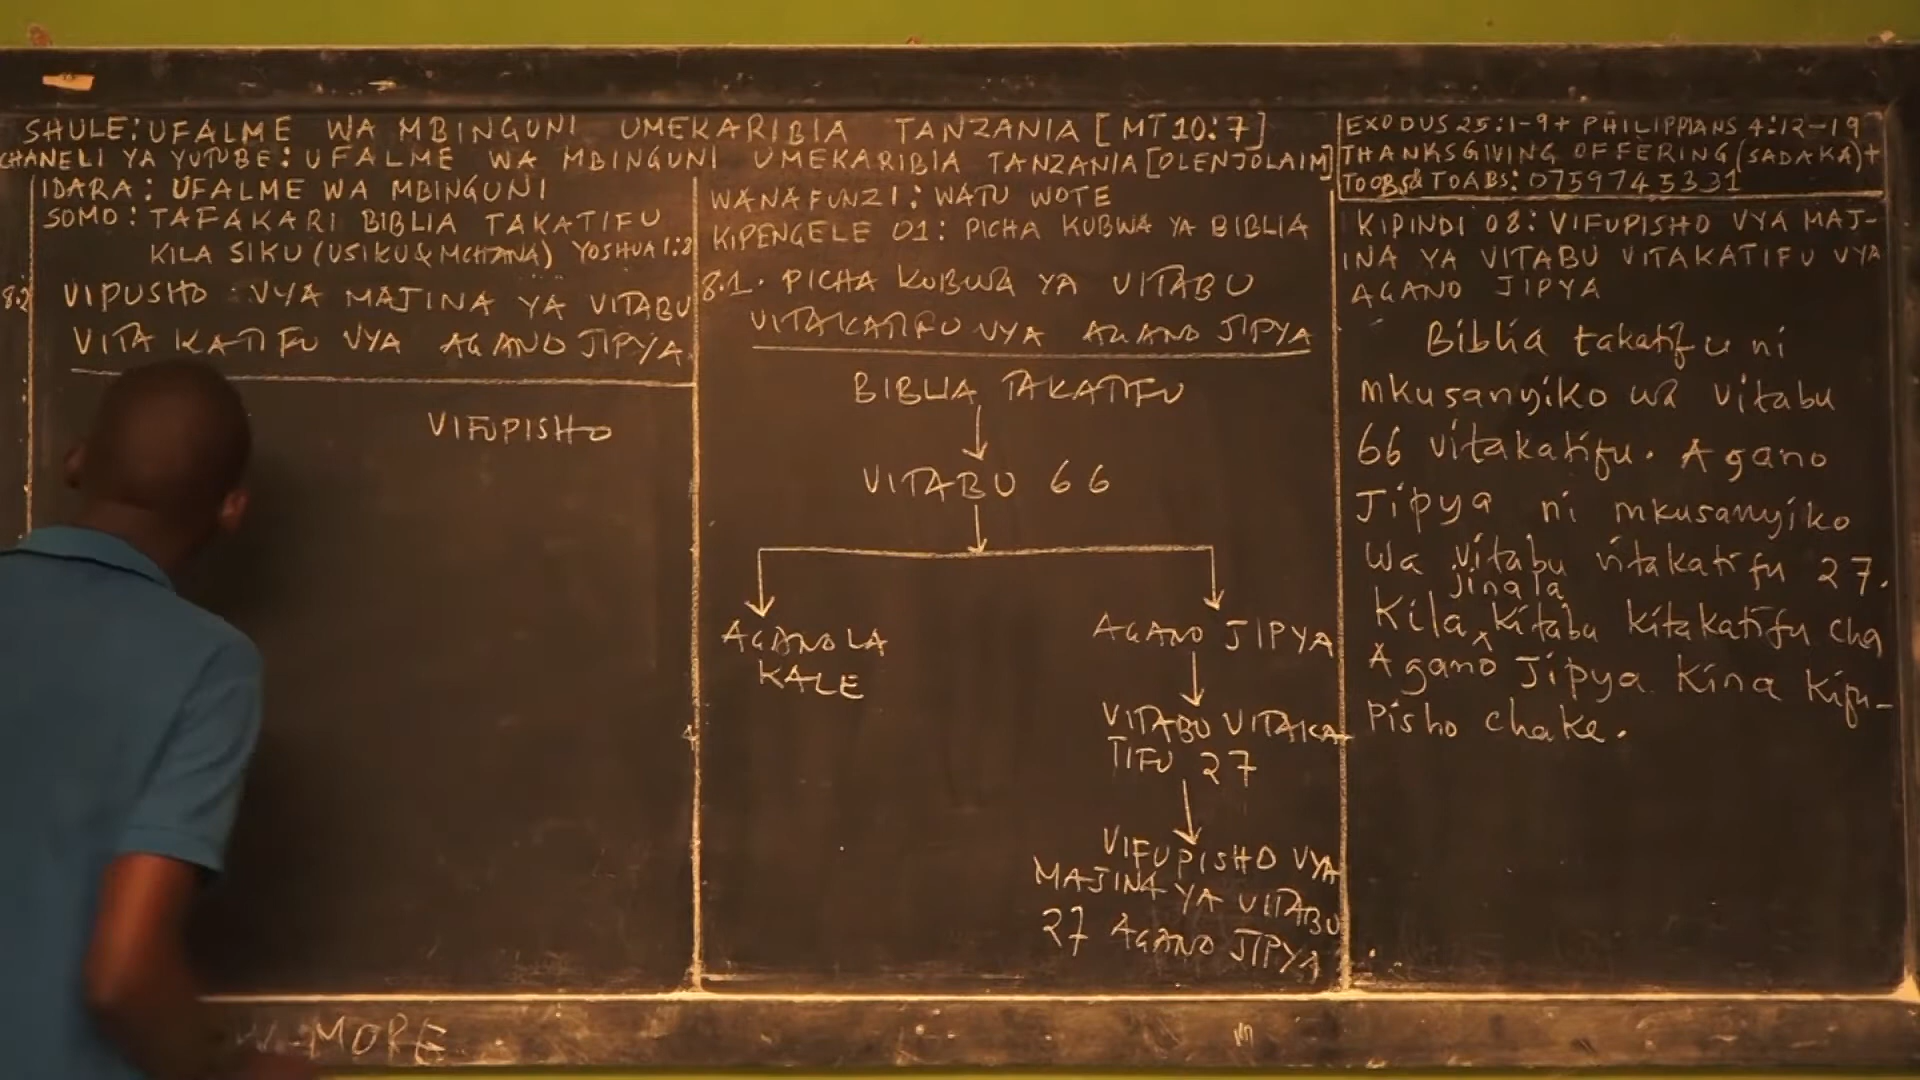 SHULE: UFALME WA MBINGUNI UMEKARIBIA TANZANIA [MT 10:7]
CHANELI YA YUTUBE: UFALME WA MBINGUNI UMEKARIBIA TANZANIA [OLENJOLAIM]
IDARA: UFALME WA MBINGUNI
SOMO: TAFAKARI BIBLIA TAKATIFU
KILA SIKU (USIKU & MCHANA) YOSHUA 1:8
8.2 VIPUSHO VYA MAJINA YA VITABU
VITAKATIFU VYA AGANO JIPYA
VIFUPISHO
WANAFUNZI: WATU WOTE
KIPENGELE 01: PICHA KUBWA YA BIBLIA
8.1. PICHA KUBWA YA VITABU
VITAKATIFU VYA AGANO JIPYA
BIBLIA TAKATIFU
VITABU 66
AGANO LA
KALE
AGANO JIPYA
VITABU VITAKA
TIFU 27
VIFUPISHO VYA
MAJINA YA VITABU
27 AGANO JIPYA
EXODUS 25:1-9 + PHILIPPIANS 4:12-19
THANKSGIVING OFFERING (SADAKA) +
TOOBS & TOABS: 0759745331
KIPINDI 08: VIFUPISHO VYA MAJ-
INA YA VITABU VITAKATIFU VYA
AGANO JIPYA
Biblia takatifu ni
mkusanyiko wa vitabu
66 vitakatifu. Agano
Jipya ni mkusanyiko
wa vitabu vitakatifu 27.
jina la
Kila kitabu kitakatifu cha
Agano Jipya kina kifu-
pisho chake.
MORE